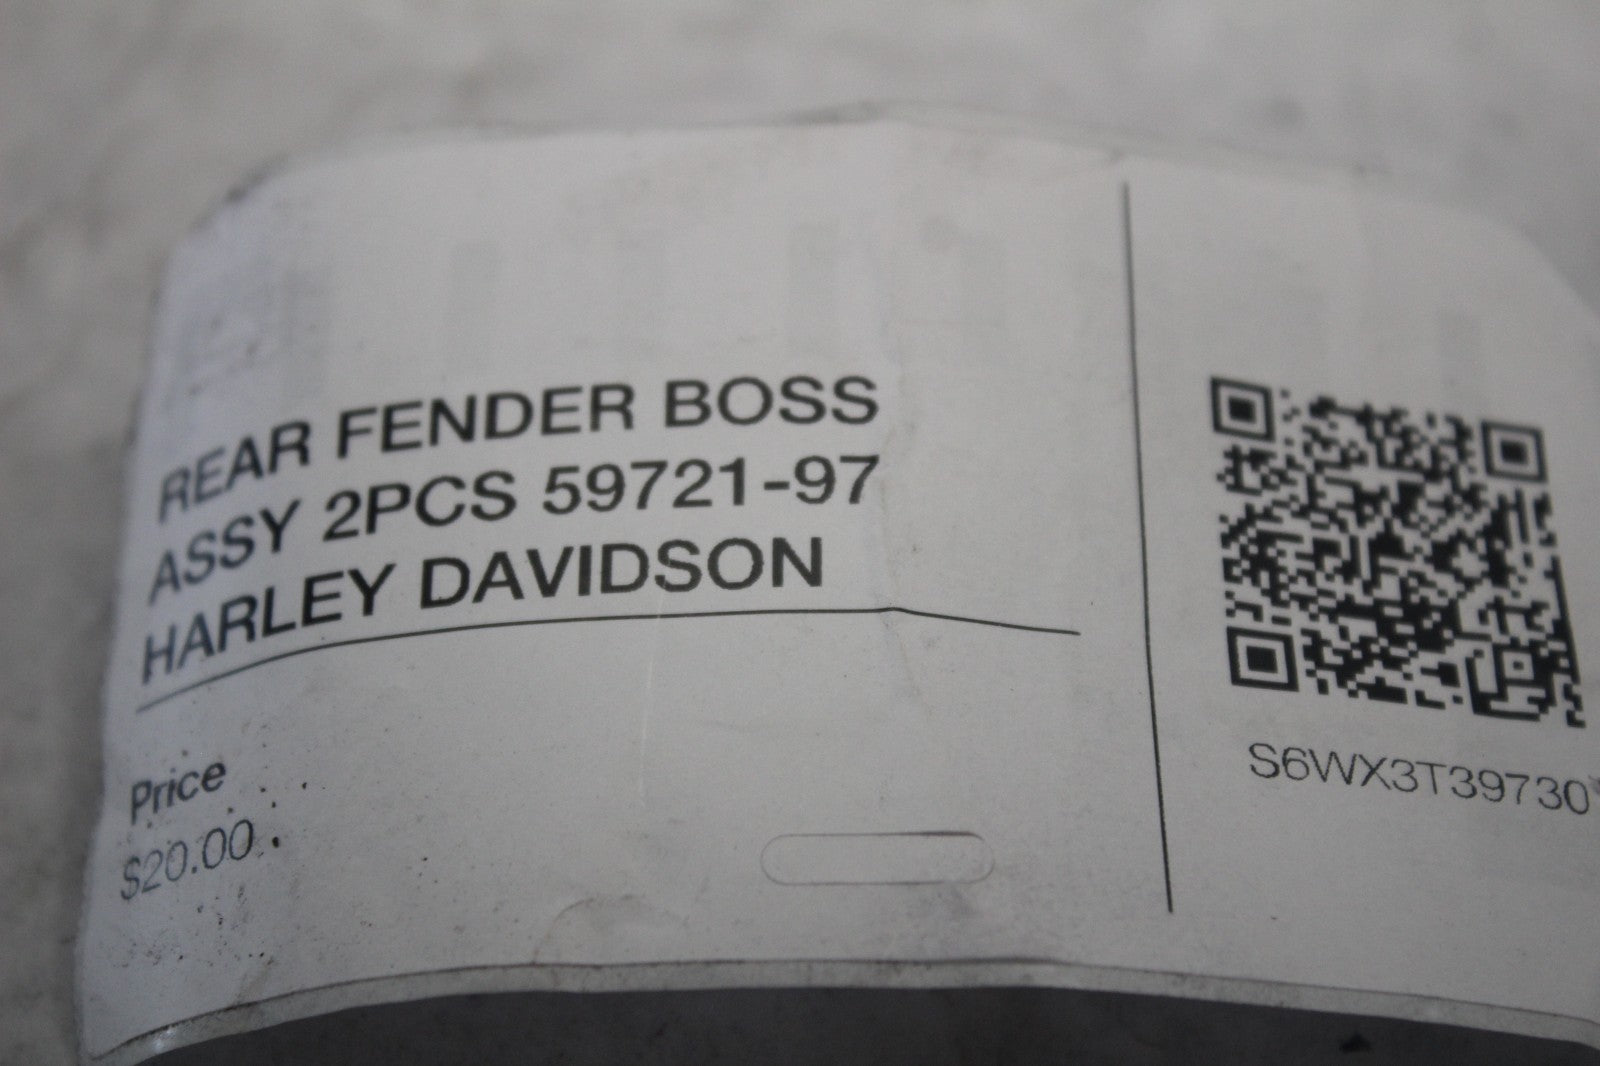 REAR FENDER BOSS
ASSY 2PCS 59721-97
HARLEY DAVIDSON
Price
$20.00
S6WX3T39730